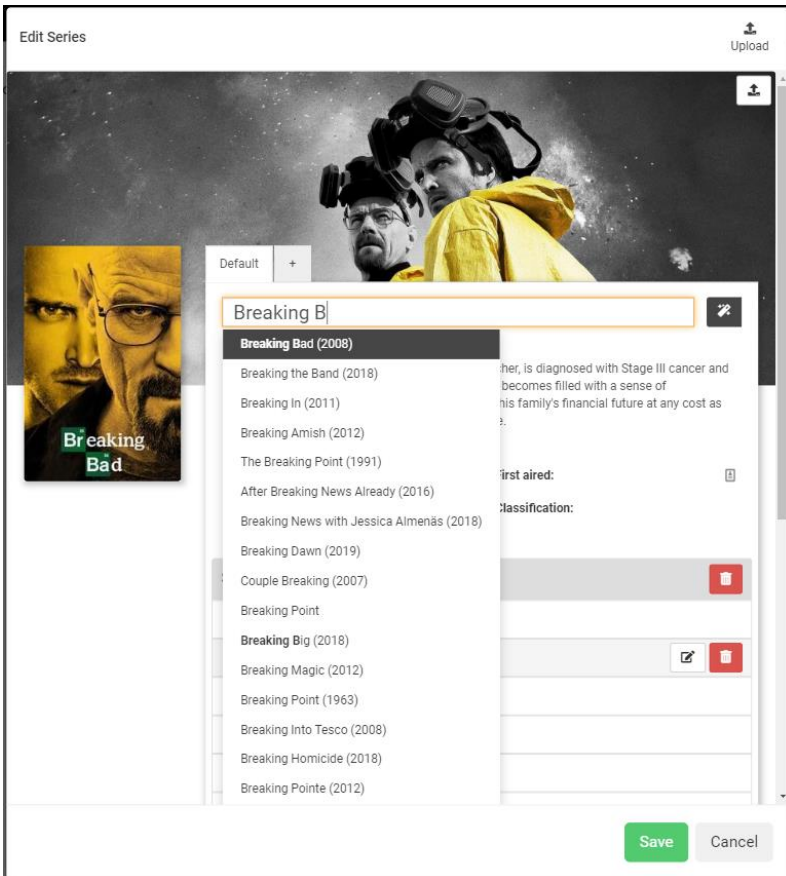 Edit Series
Upload
Default
+
Breaking B
Breaking Bad (2008)
Breaking the Band (2018)
Breaking In (2011)
Breaking Amish (2012)
The Breaking Point (1991)
After Breaking News Already (2016)
Breaking News with Jessica Almenäs (2018)
Breaking Dawn (2019)
Couple Breaking (2007)
Breaking Point
Breaking Big (2018)
Breaking Magic (2012)
Breaking Point (1963)
Breaking Into Tesco (2008)
Breaking Homicide (2018)
Breaking Pointe (2012)
is diagnosed with Stage III cancer and
becomes filled with a sense of
his family's financial future at any cost as
First aired:
Classification:
Breaking
Bad
Save
Cancel